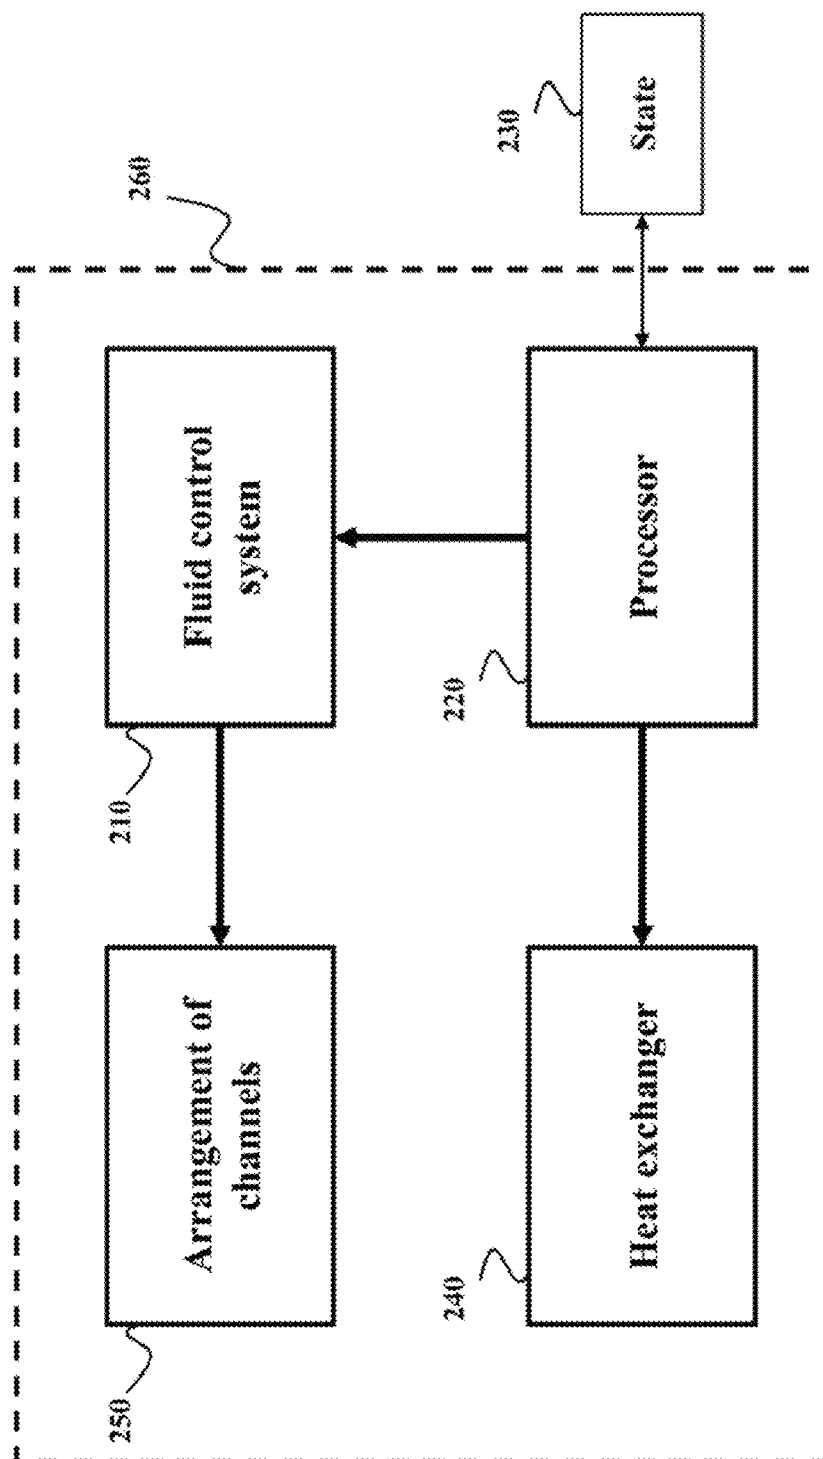 250
Arrangement of
channels
210
Fluid control
system
260
240
Heat exchanger
220
Processor
230
State